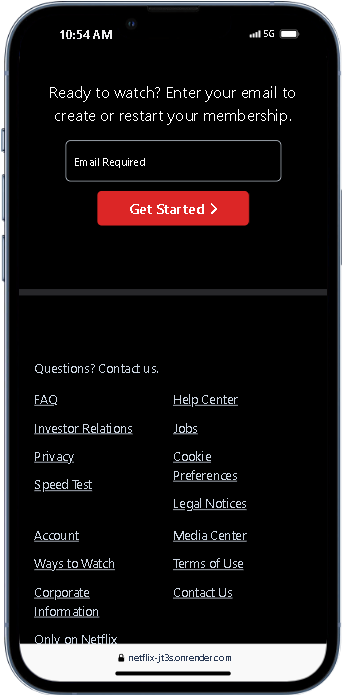 10:54 AM 5G
Ready to watch? Enter your email to
create or restart your membership.
Email Required
Get Started
Questions? Contact us.
FAQ
Help Center
Investor Relations
Jobs
Privacy
Cookie
Preferences
Speed Test
Legal Notices
Account
Media Center
Ways to Watch
Terms of Use
Corporate
Information
Contact Us
Only on Netflix
netflix-jt3s.onrender.com